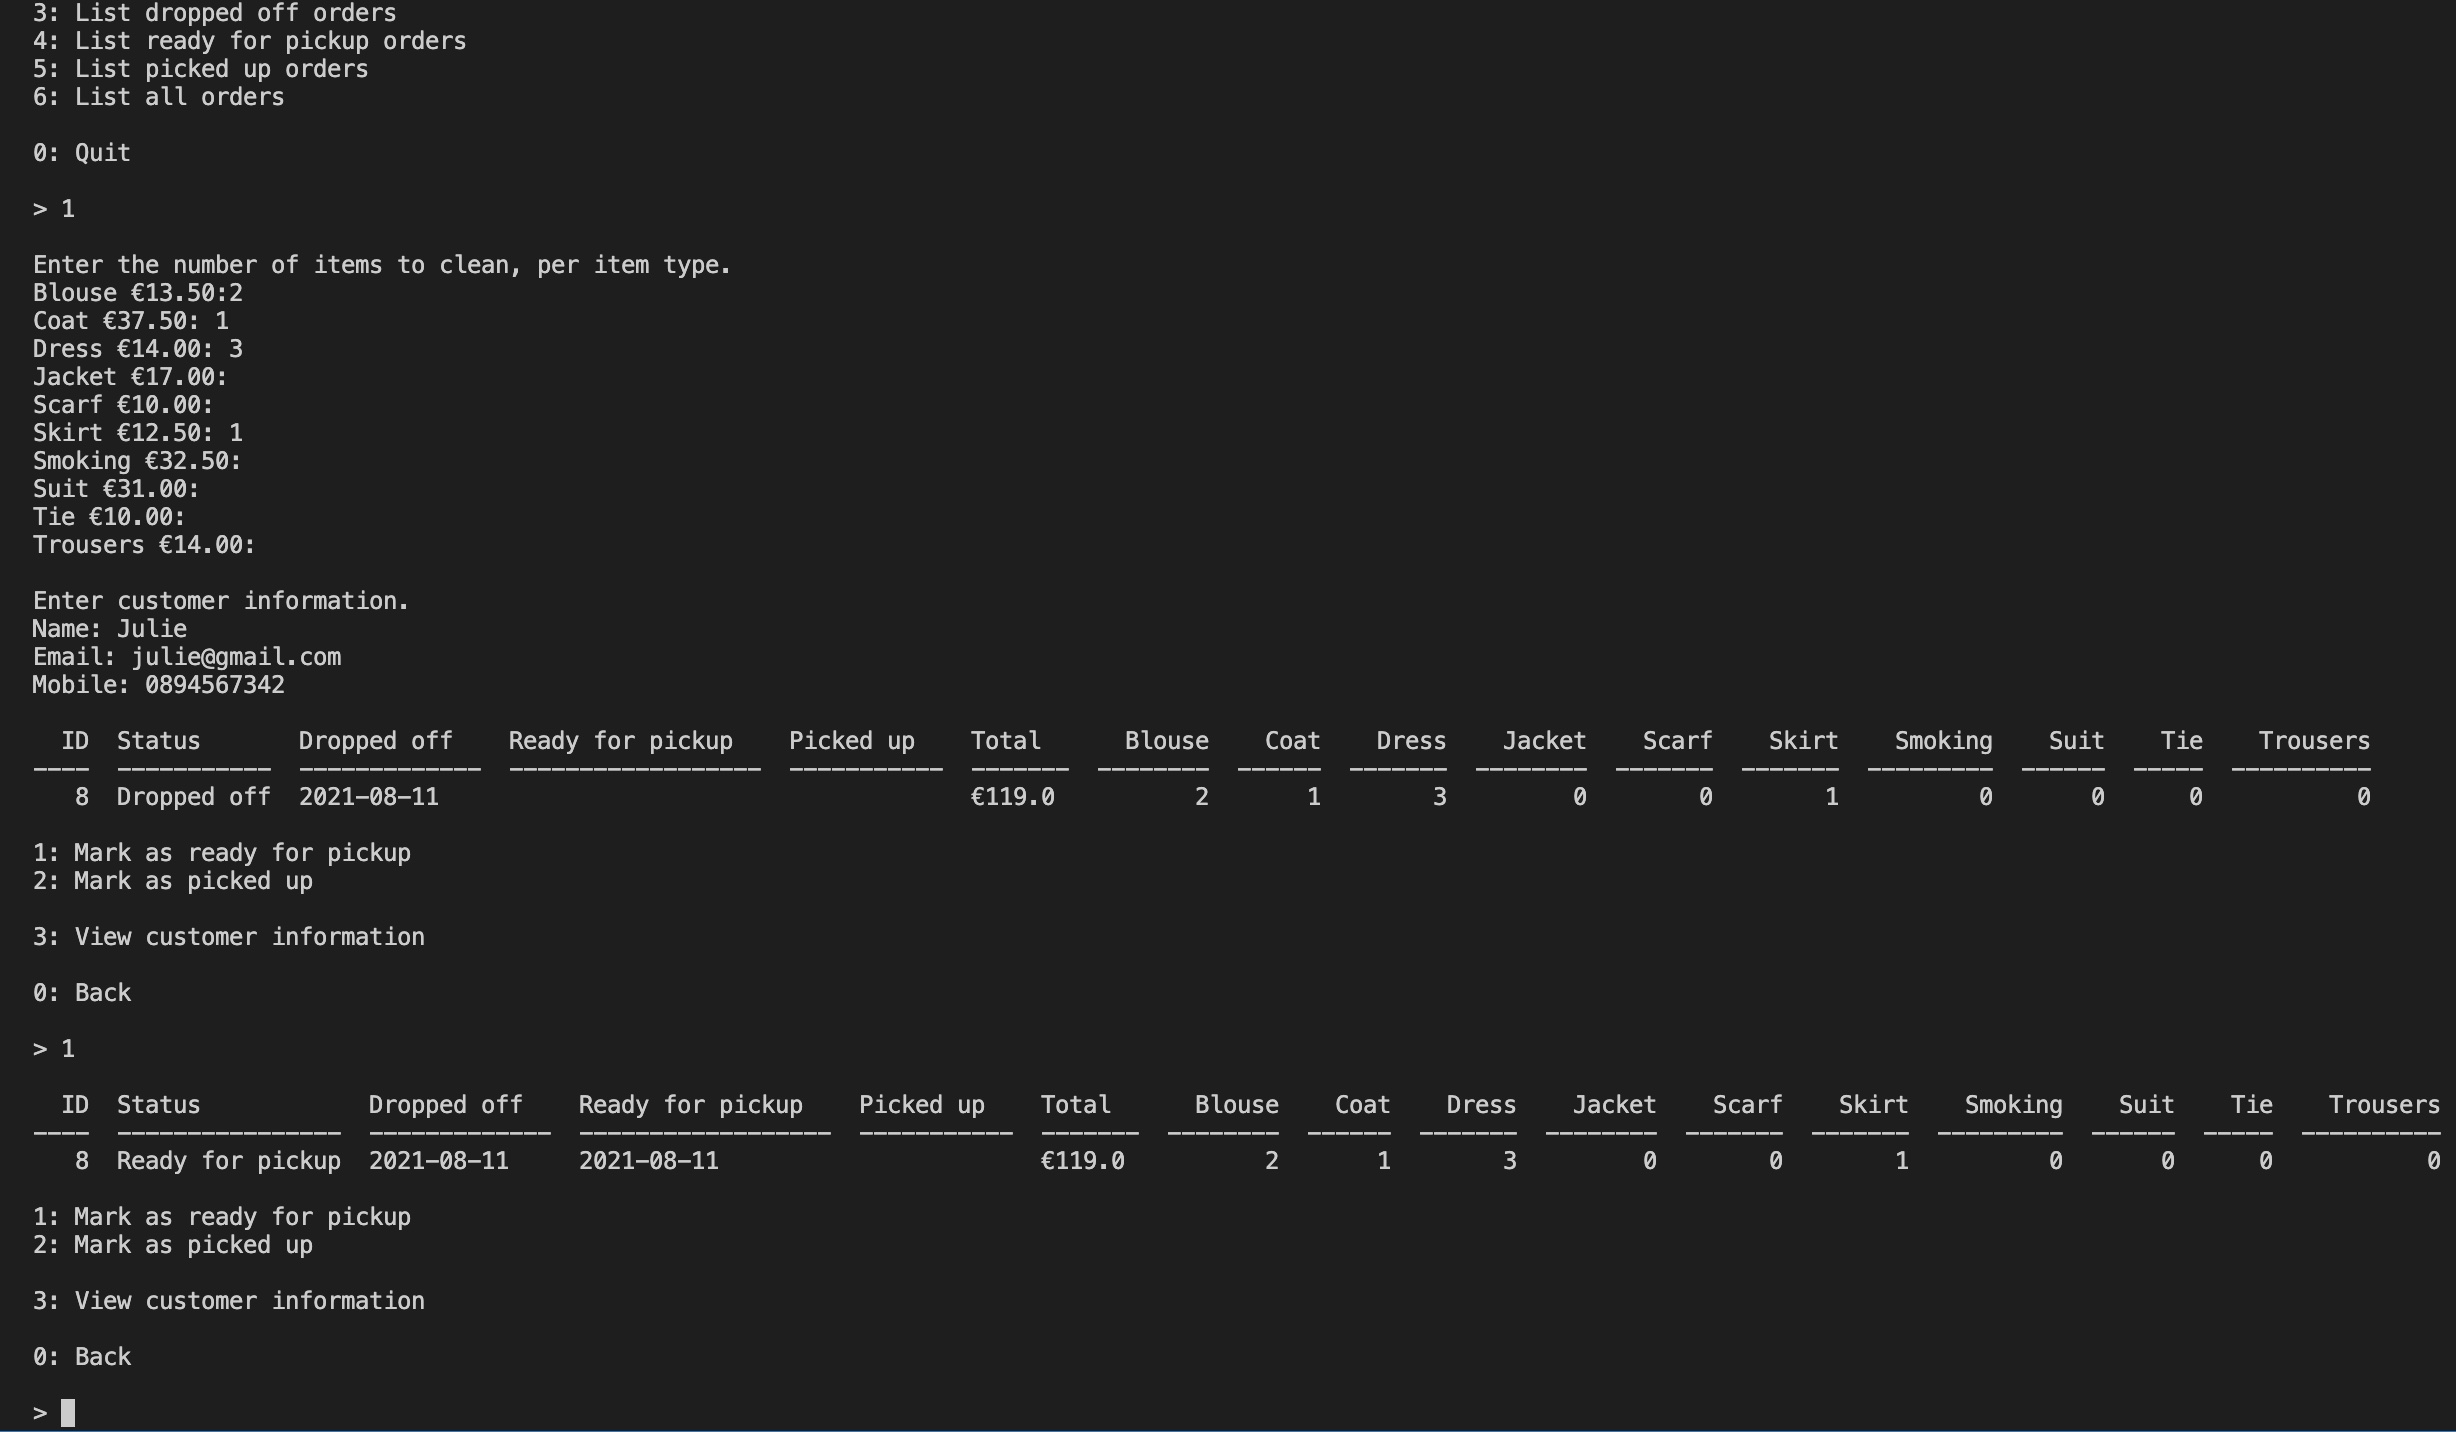 3: List dropped off orders
4: List ready for pickup orders
5: List picked up orders
6: List all orders
0: Quit
> 1
Enter the number of items to clean, per item type.
Blouse €13.50:2
Coat €37.50: 1
Dress €14.00: 3
Jacket €17.00:
Scarf €10.00:
Skirt €12.50: 1
Smoking €32.50:
Suit €31.00:
Tie €10.00:
Trousers €14.00:
Enter customer information.
Name: Julie
Email: julie@gmail.com
Mobile: 0894567342
ID  Status       Dropped off    Ready for pickup    Picked up    Total      Blouse    Coat    Dress    Jacket    Scarf    Skirt    Smoking    Suit    Tie    Trousers
----  -----------  -------------  ------------------  -----------  -------  --------  ------  -------  --------  -------  -------  ---------  ------  -----  ----------
8  Dropped off  2021-08-11                                      €119.0          2       1        3         0        0        1          0       0      0           0
1: Mark as ready for pickup
2: Mark as picked up
3: View customer information
0: Back
> 1
ID  Status            Dropped off    Ready for pickup    Picked up    Total      Blouse    Coat    Dress    Jacket    Scarf    Skirt    Smoking    Suit    Tie    Trousers
----  ----------------  -------------  ------------------  -----------  -------  --------  ------  -------  --------  -------  -------  ---------  ------  -----  ----------
8  Ready for pickup  2021-08-11     2021-08-11                       €119.0          2       1        3         0        0        1          0       0      0           0
1: Mark as ready for pickup
2: Mark as picked up
3: View customer information
0: Back
>